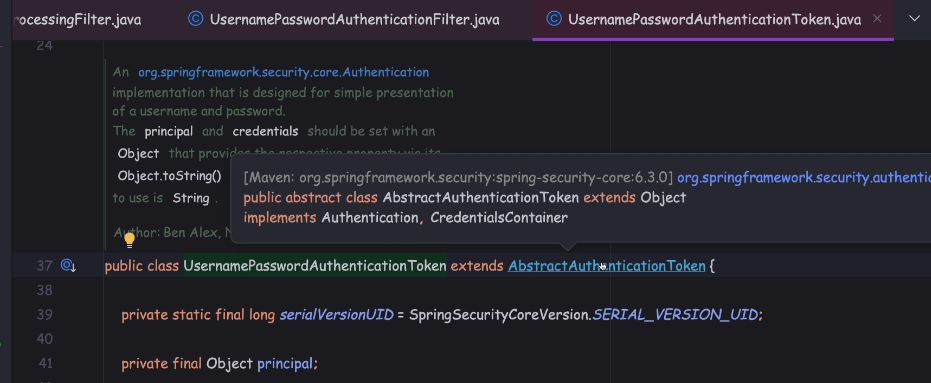 rocessingFilter.java UsernamePasswordAuthenticationFilter.java UsernamePasswordAuthenticationToken.java
24
An org.springframework.security.core.Authentication
implementation that is designed for simple presentation
of a username and password.
The principal and credentials should be set with an
Object that provides the respective property via its
Object.toString()
to use is String .
Author: Ben Alex,
[Maven: org.springframework.security:spring-security-core:6.3.0] org.springframework.security.authentic
public abstract class AbstractAuthenticationToken extends Object
implements Authentication, CredentialsContainer
37 public class UsernamePasswordAuthenticationToken extends AbstractAuthenticationToken {
38
39 private static final long serialVersionUID = SpringSecurityCoreVersion.SERIAL_VERSION_UID;
40
41 private final Object principal;